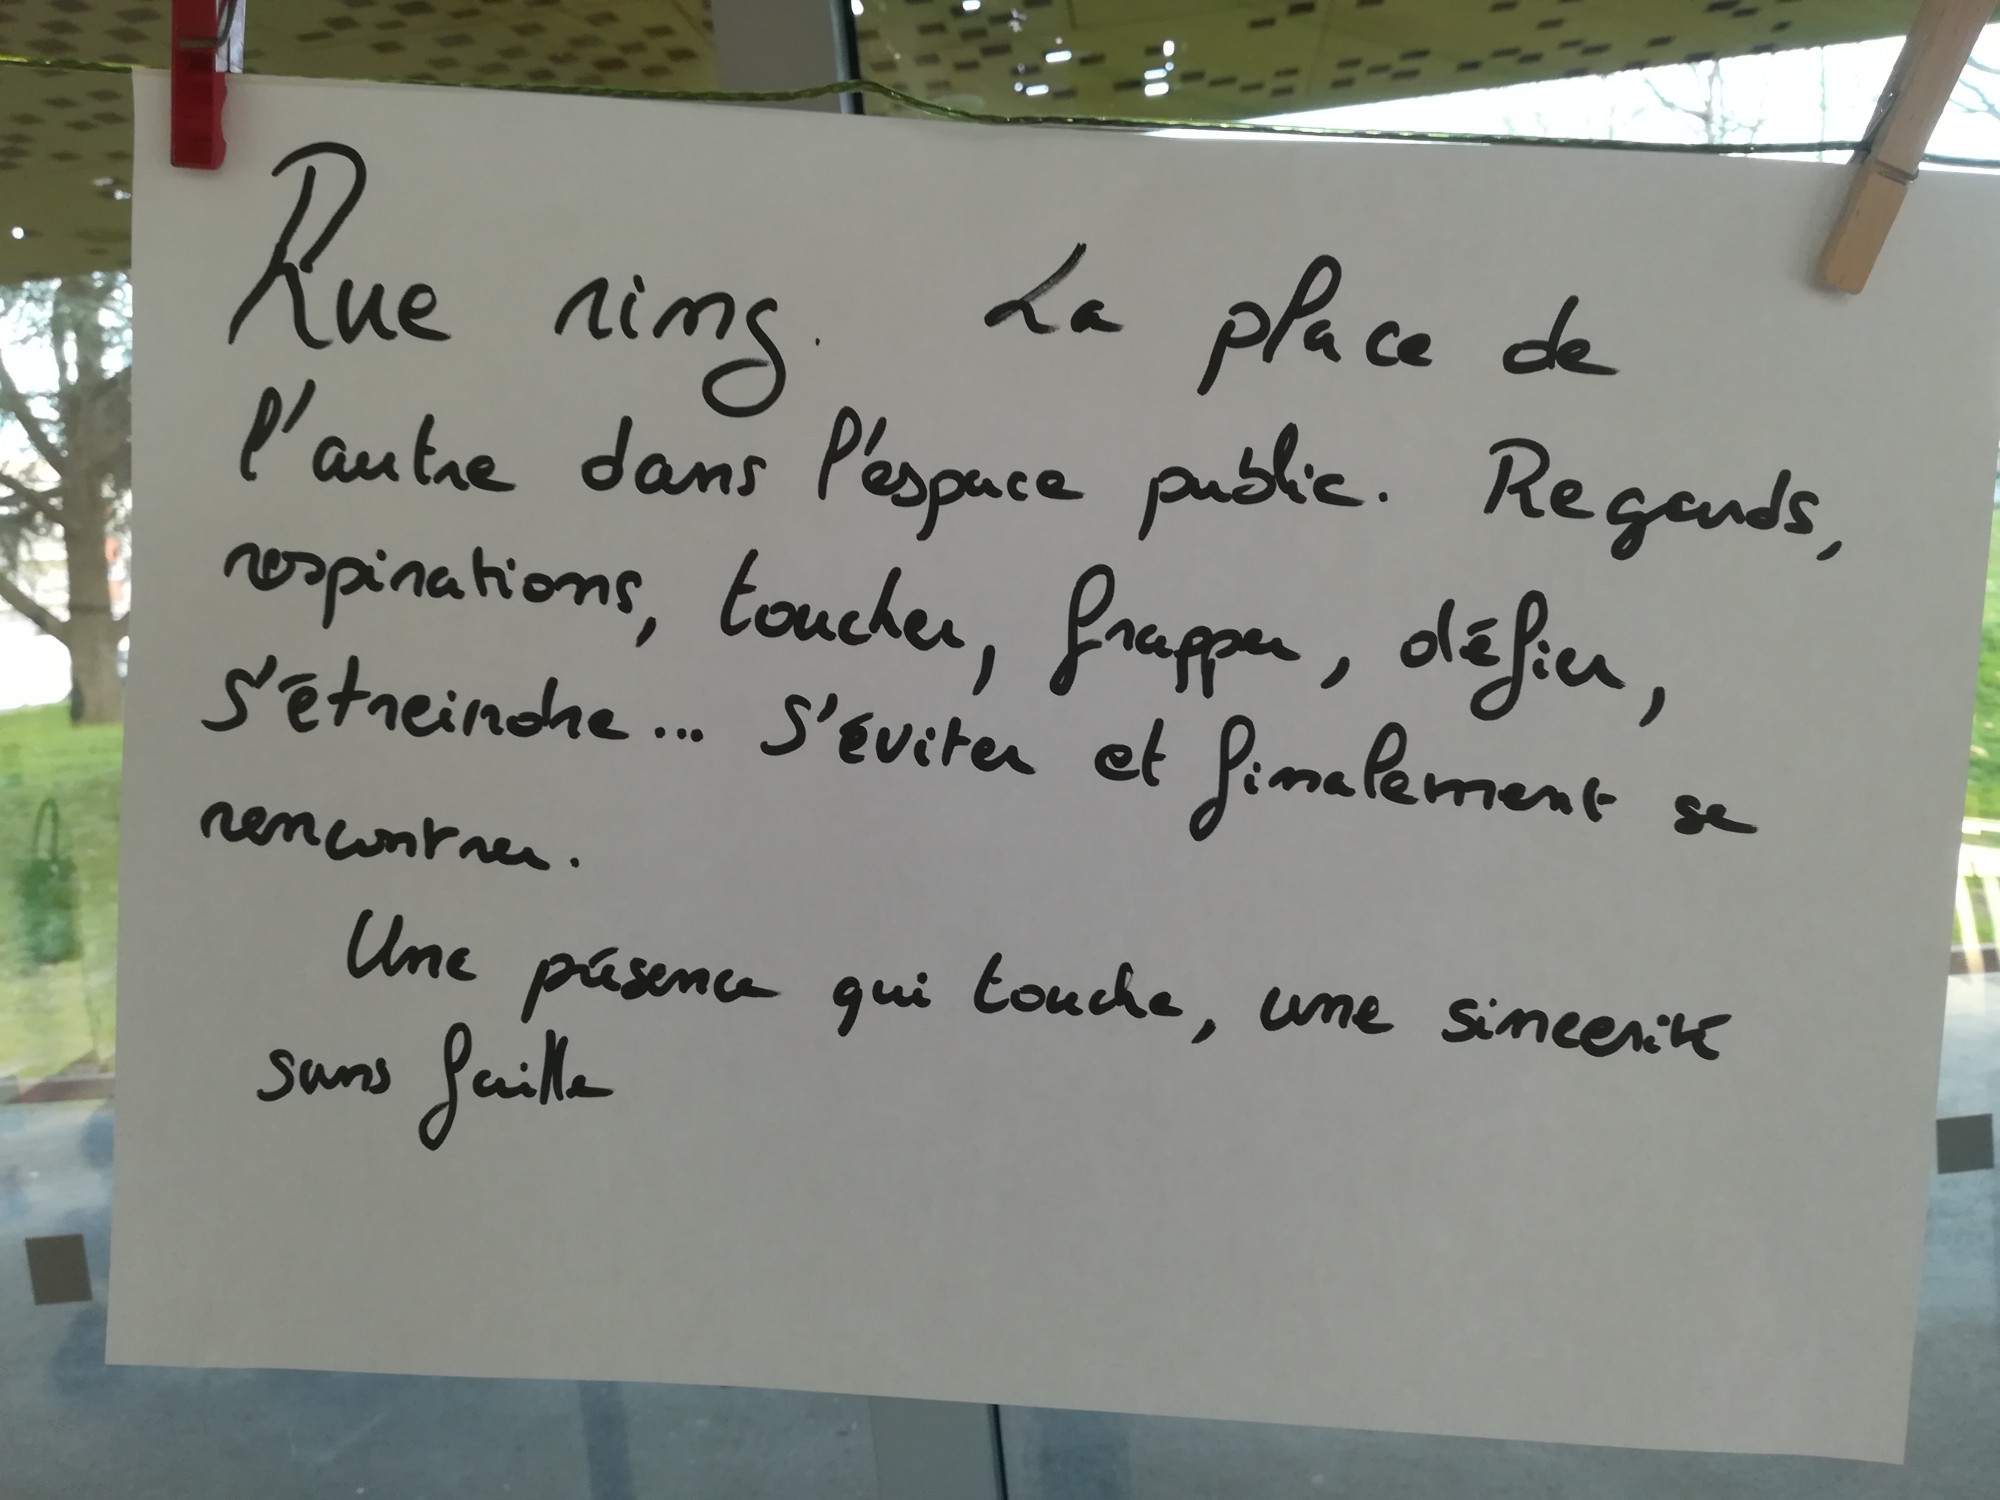 Rue ring. La place de
l'autre dans l'espace public. Regards,
respirations, toucher, frapper, défier,
s'étreindre... S'éviter et finalement se
rencontrer.
Une présence qui touche, une sincérité
sans faille